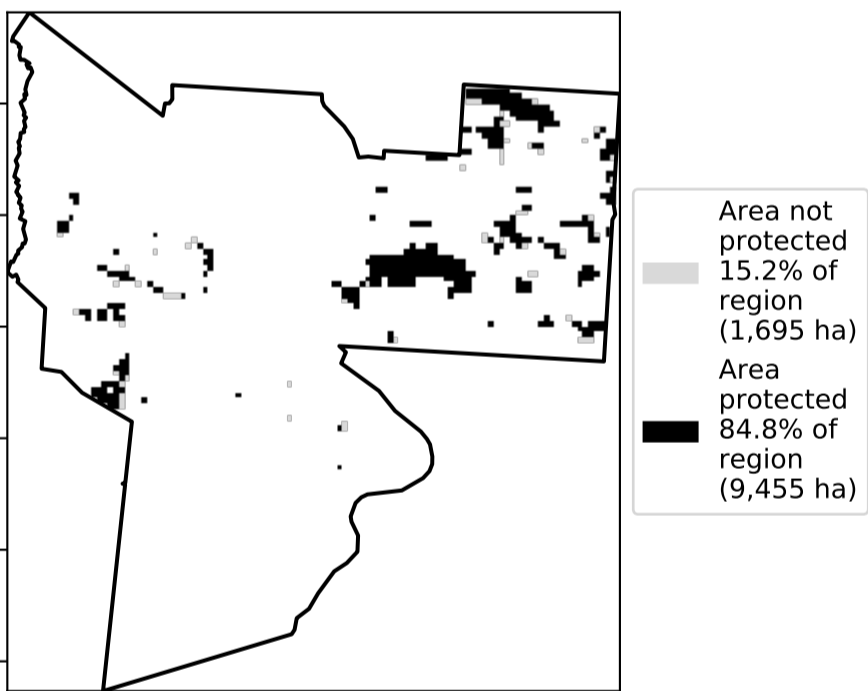 Area not
protected
15.2% of
region
(1,695 ha)
Area
protected
84.8% of
region
(9,455 ha)